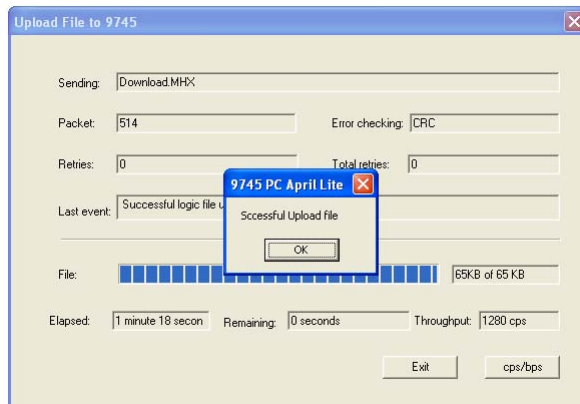 Upload File to 9745
Sending: Download.MHX
Packet: 514 Error checking: CRC
Retries: 0 Total retries: 0
9745 PC April Lite
Last event: Successful logic file u
Sccessful Upload file
OK
File: 65KB of 65 KB
Elapsed: 1 minute 18 secon Remaining: 0 seconds Throughput: 1280 cps
Exit cps/bps